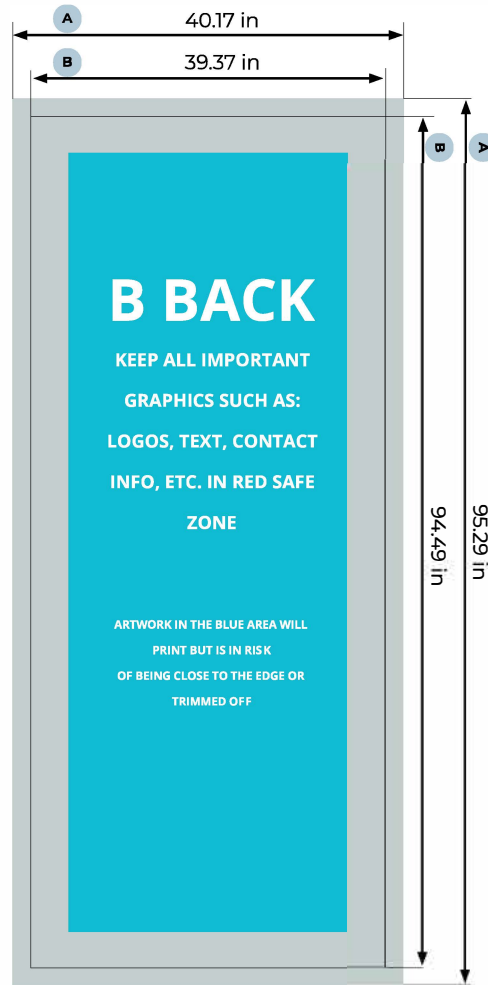 A
40.17 in
B
39.37 in
B
A
B BACK
KEEP ALL IMPORTANT
GRAPHICS SUCH AS:
LOGOS, TEXT, CONTACT
INFO, ETC. IN RED SAFE
ZONE
94.49 in
95.29 in
ARTWORK IN THE BLUE AREA WILL
PRINT BUT IS IN RISK
OF BEING CLOSE TO THE EDGE OR
TRIMMED OFF